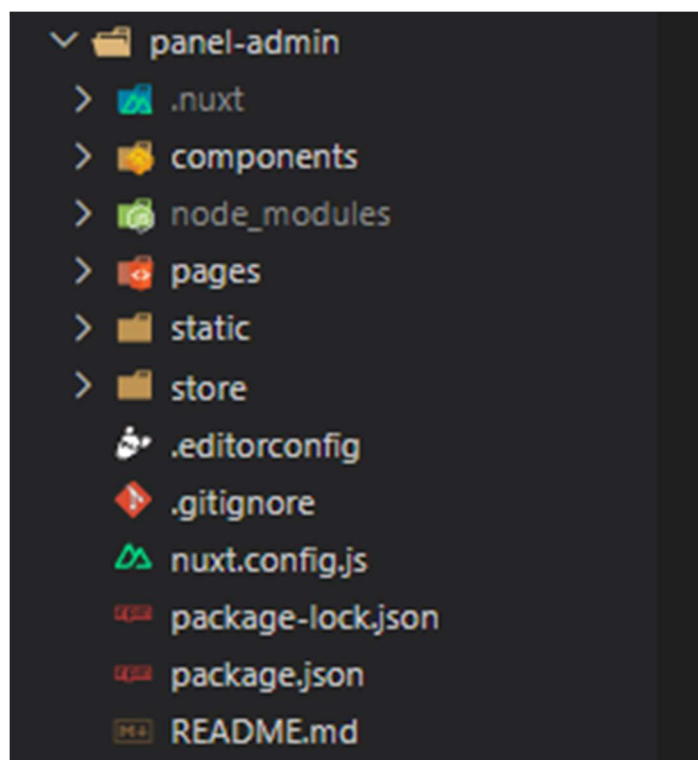 panel-admin
.nuxt
components
node_modules
pages
static
store
.editorconfig
.gitignore
nuxt.config.js
package-lock.json
package.json
README.md